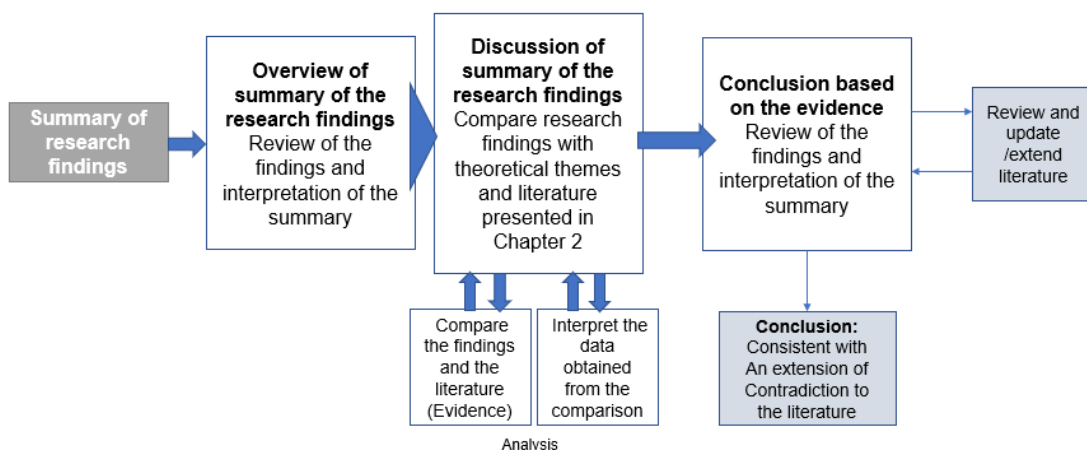 Summary of
research
findings
Overview of
summary of the
research findings
Review of the
findings and
interpretation of the
summary
Discussion of
summary of the
research findings
Compare research
findings with
theoretical themes
and literature
presented in
Chapter 2
Conclusion based
on the evidence
Review of the
findings and
interpretation of the
summary
Review and
update
/extend
literature
Compare
the findings
and the
literature
(Evidence)
Interpret the
data
obtained
from the
comparison
Conclusion:
Consistent with
An extension of
Contradiction to
the literature
Analysis